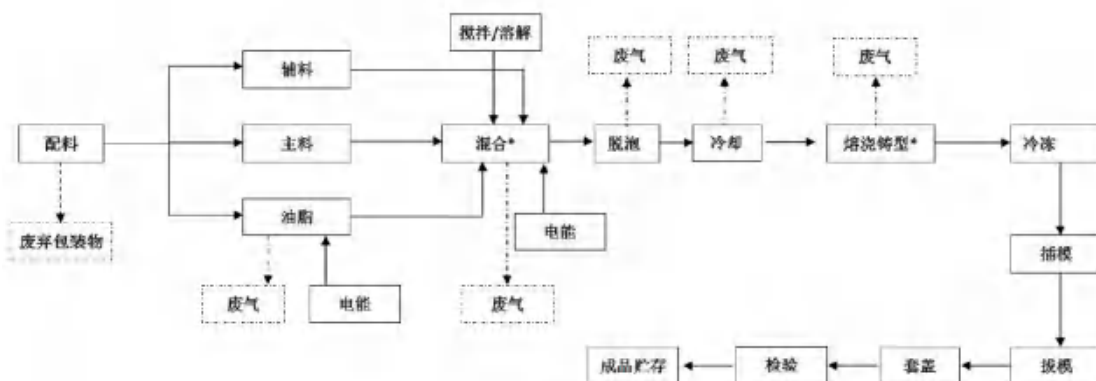 搅拌/溶解
废气
废气
废气
辅料
配料
主料
混合*
脱泡
冷却
熔浇铸型*
冷冻
油脂
电能
废弃包装物
插模
废气
电能
废气
成品贮存
检验
套盖
拔模